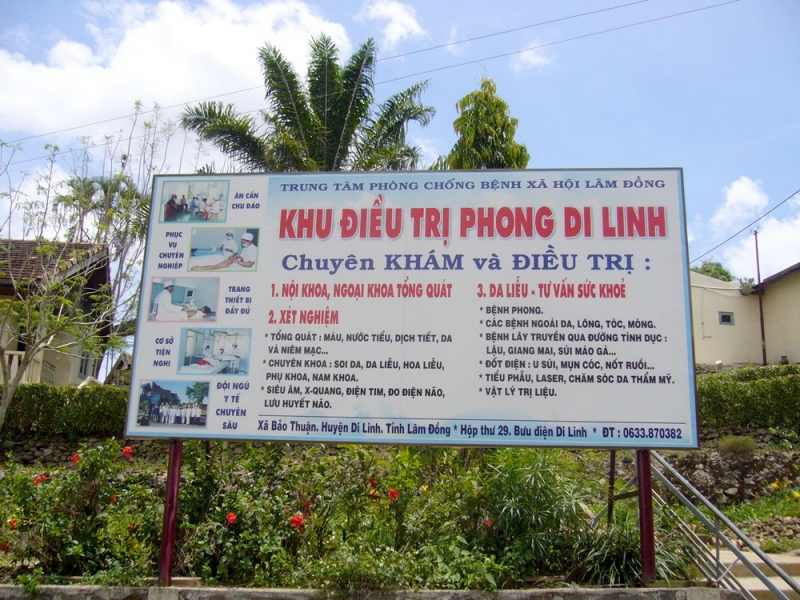 TRUNG TÂM PHÒNG CHỐNG BỆNH XÃ HỘI LÂM ĐỒNG
KHU ĐIỀU TRỊ PHONG DI LINH
Chuyên KHÁM và ĐIỀU TRỊ :
ÂN CẦN
CHU ĐÁO
PHỤC
VỤ
CHUYÊN
NGHIỆP
TRANG
THIẾT BỊ
ĐẦY ĐỦ
CƠ SỞ
TIỆN
NGHI
ĐỘI NGŨ
Y TẾ
CHUYÊN
SÂU
1. NỘI KHOA, NGOẠI KHOA TỔNG QUÁT
2. XÉT NGHIỆM
* TỔNG QUÁT : MÁU, NƯỚC TIỂU, DỊCH TIẾT, DA
VÀ NIÊM MẠC...
* CHUYÊN KHOA : SOI DA, DA LIỄU, HOA LIỄU,
PHỤ KHOA, NAM KHOA.
* SIÊU ÂM, X-QUANG, ĐIỆN TIM, ĐO ĐIỆN NÃO,
LƯU HUYẾT NÃO.
3. DA LIỄU - TƯ VẤN SỨC KHOẺ
* BỆNH PHONG.
* CÁC BỆNH NGOÀI DA, LÔNG, TÓC, MÓNG.
* BỆNH LÂY TRUYỀN QUA ĐƯỜNG TÌNH DỤC :
LẬU, GIANG MAI, SÙI MÀO GÀ...
* ĐỐT ĐIỆN : U SÙI, MỤN CÓC, NỐT RUỒI...
* TIỂU PHẪU, LASER, CHĂM SÓC DA THẨM MỸ.
* VẬT LÝ TRỊ LIỆU.
Xã Bảo Thuận. Huyện Di Linh. Tỉnh Lâm Đồng * Hộp thư 29. Bưu điện Di Linh * ĐT : 0633.870382